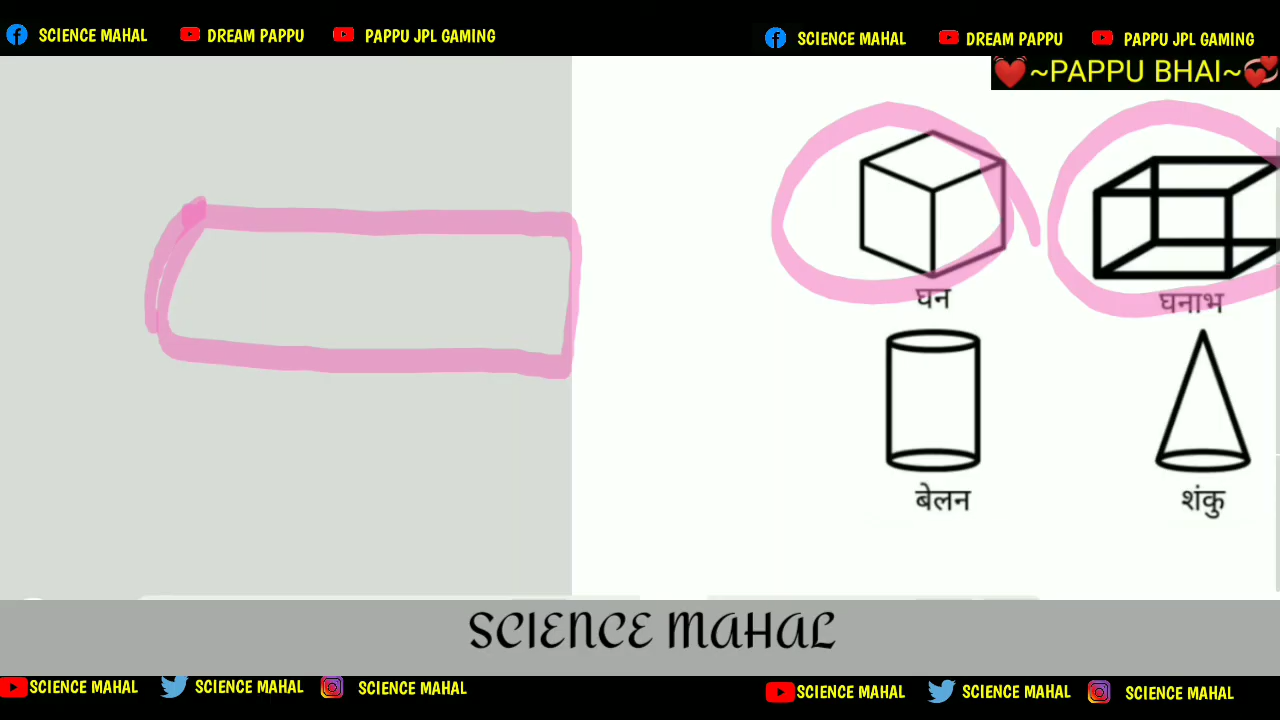 SCIENCE MAHAL DREAM PAPPU PAPPU JPL GAMING SCIENCE MAHAL DREAM PAPPU PAPPU JPL GAMING
~PAPPU BHAI~
घन घनाभ
बेलन शंकु
SCIENCE MAHAL
SCIENCE MAHAL SCIENCE MAHAL SCIENCE MAHAL SCIENCE MAHAL SCIENCE MAHAL SCIENCE MAHAL